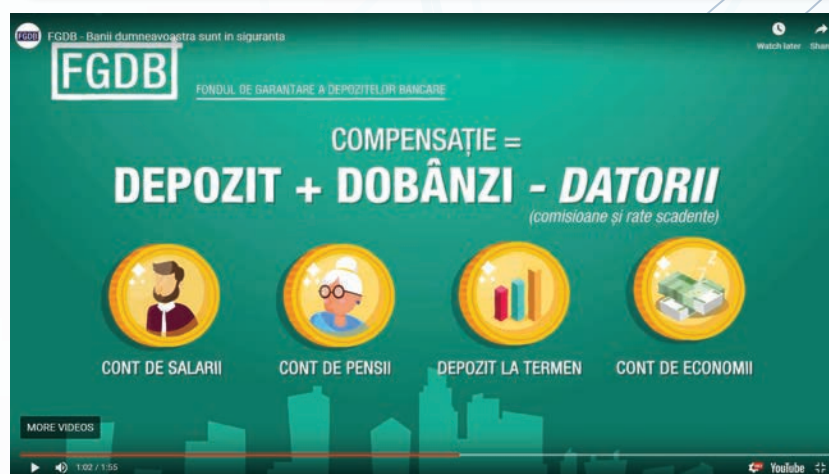 FGDB
FGDB - Banii dumneavoastra sunt in siguranta
Watch later
Share
FGDB
FONDUL DE GARANTARE A DEPOZITELOR BANCARE
COMPENSAȚIE =
DEPOZIT + DOBÂNZI - DATORII
(comisioane și rate scadente)
CONT DE SALARII
CONT DE PENSII
DEPOZIT LA TERMEN
CONT DE ECONOMII
MORE VIDEOS
1:02 / 1:55
YouTube